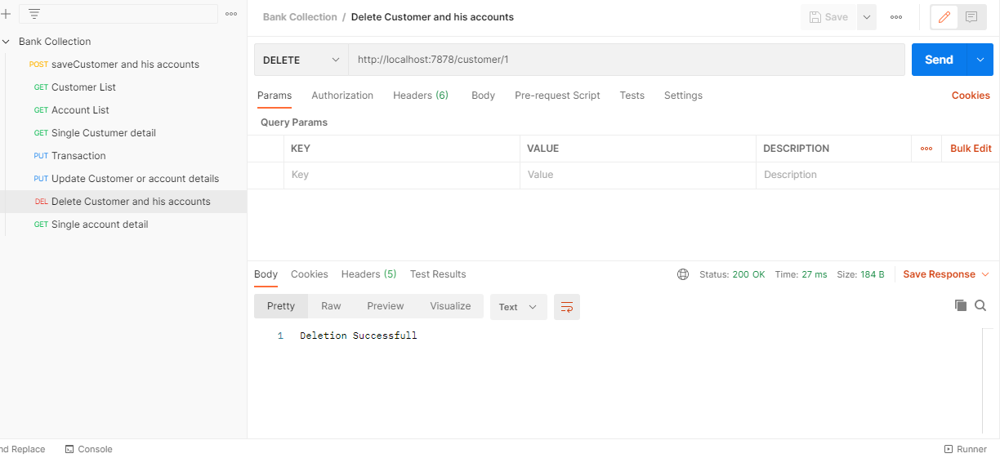 Bank Collection / Delete Customer and his accounts
Save
Bank Collection
POST saveCustomer and his accounts
GET Customer List
GET Account List
GET Single Custumer detail
PUT Transaction
PUT Update Customer or account details
DEL Delete Customer and his accounts
GET Single account detail
DELETE http://localhost:7878/customer/1 Send
Params Authorization Headers (6) Body Pre-request Script Tests Settings Cookies
Query Params
KEY VALUE DESCRIPTION Bulk Edit
Key Value Description
Body Cookies Headers (5) Test Results Status: 200 OK Time: 27 ms Size: 184 B Save Response
Pretty Raw Preview Visualize Text
1 Deletion Successfull
nd Replace Console Runner